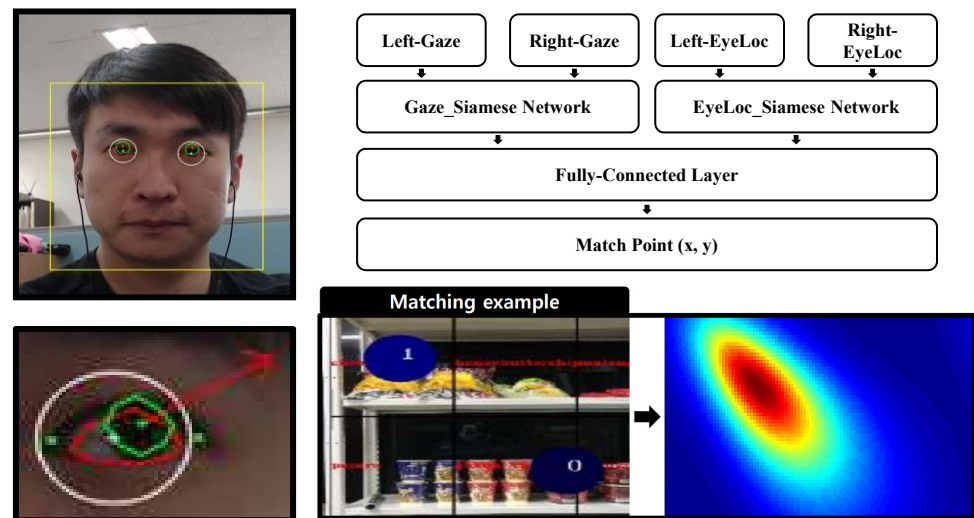 Left-Gaze
Right-Gaze
Left-EyeLoc
Right-
EyeLoc
Gaze_Siamese Network
EyeLoc_Siamese Network
Fully-Connected Layer
Match Point (x, y)
Matching example
1
0